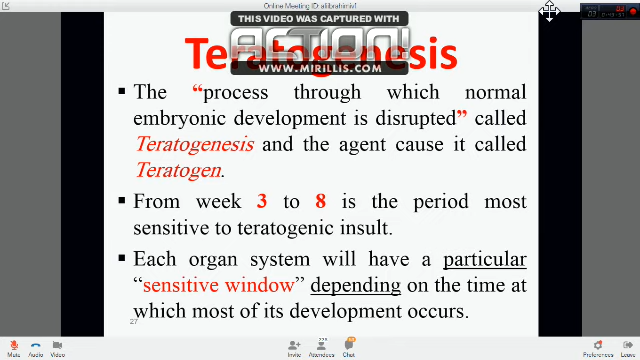 Online Meeting ID: aliibrahimiv1
THIS VIDEO WAS CAPTURED WITH
ACTION!
WWW.MIRILLIS.COM
Teratogenesis
▪ The “process through which normal
embryonic development is disrupted” called
Teratogenesis and the agent cause it called
Teratogen.
▪ From week 3 to 8 is the period most
sensitive to teratogenic insult.
▪ Each organ system will have a particular
“sensitive window” depending on the time at
which most of its development occurs.
27
Mute Audio Video Invite Attendees Chat Preferences Leave